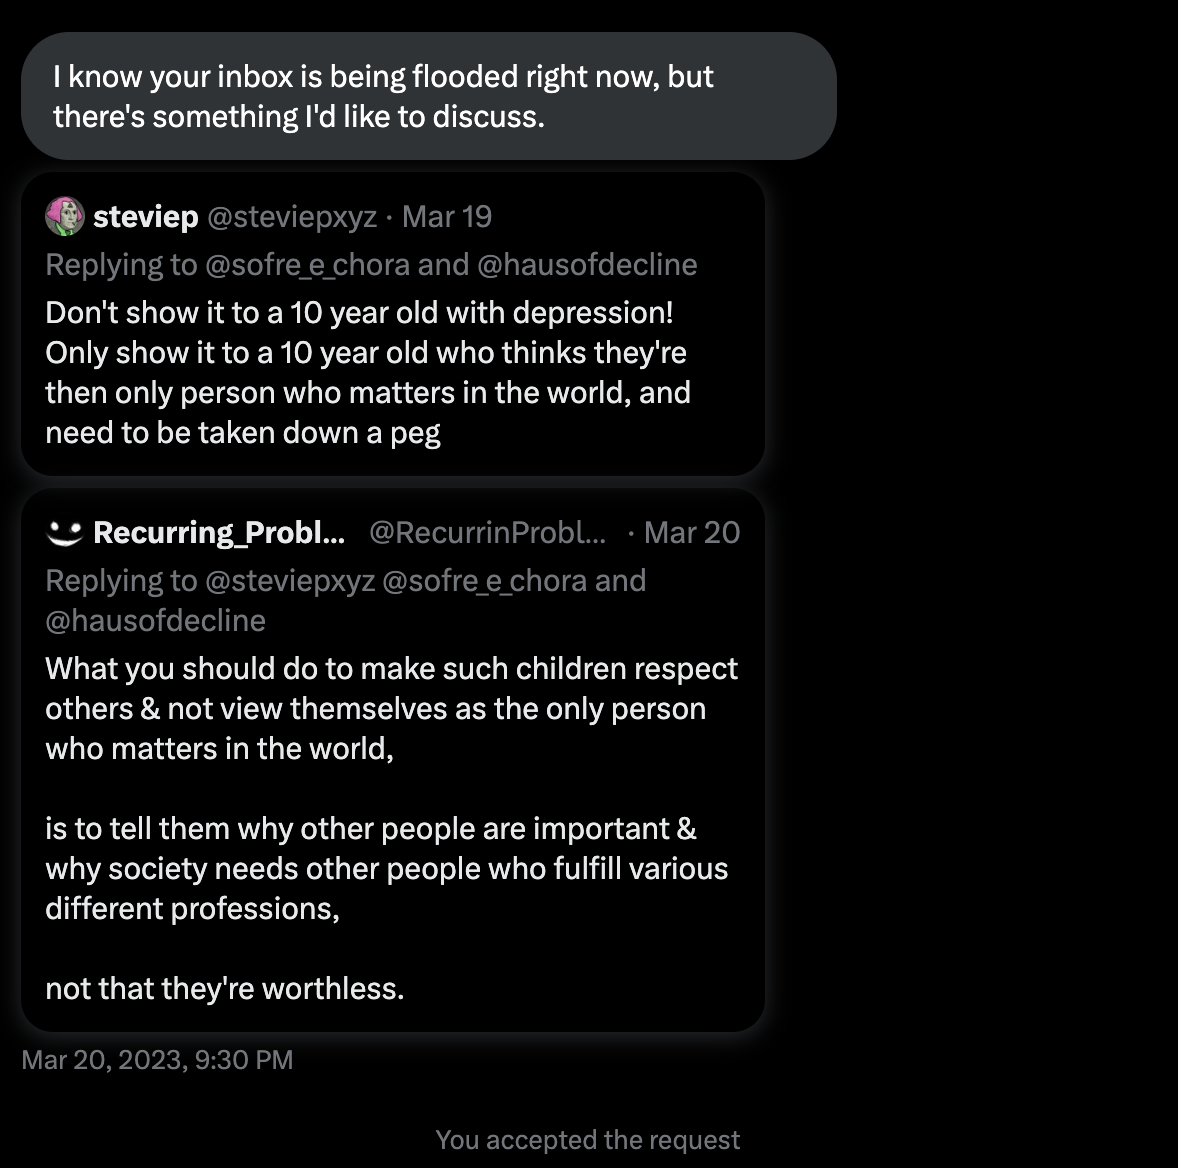 I know your inbox is being flooded right now, but
there's something I'd like to discuss.
steviep @steviepxyz · Mar 19
Replying to @sofre_e_chora and @hausofdecline
Don't show it to a 10 year old with depression!
Only show it to a 10 year old who thinks they're
then only person who matters in the world, and
need to be taken down a peg
Recurring_Probl... @RecurrinProbl... · Mar 20
Replying to @steviepxyz @sofre_e_chora and
@hausofdecline
What you should do to make such children respect
others & not view themselves as the only person
who matters in the world,
is to tell them why other people are important &
why society needs other people who fulfill various
different professions,
not that they're worthless.
Mar 20, 2023, 9:30 PM
You accepted the request